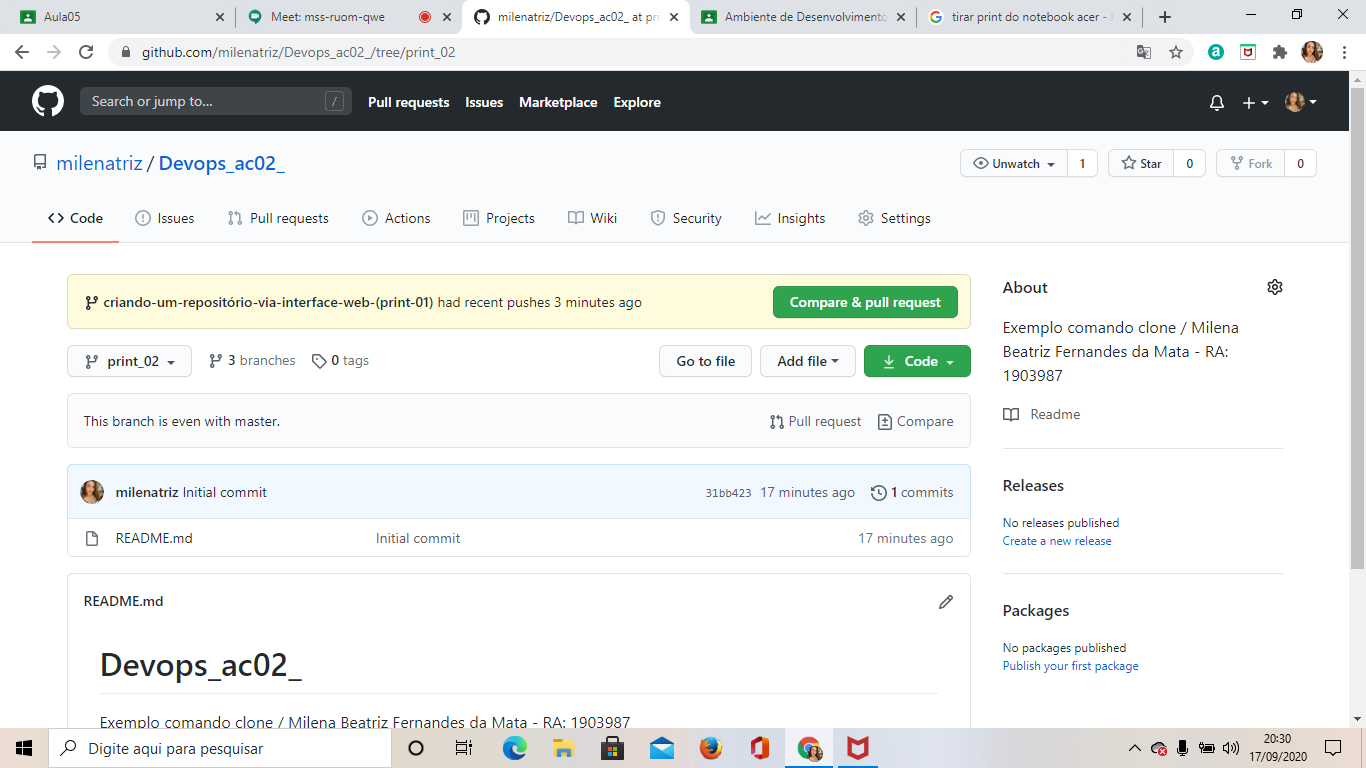 Aula05
Meet: mss-ruom-qwe
milenatriz/Devops_ac02_ at pri
Ambiente de Desenvolvimento
tirar print do notebook acer -
github.com/milenatriz/Devops_ac02_/tree/print_02
Search or jump to...
/
Pull requests
Issues
Marketplace
Explore
milenatriz / Devops_ac02_
Unwatch
1
Star
0
Fork
0
Code
Issues
Pull requests
Actions
Projects
Wiki
Security
Insights
Settings
criando-um-repositório-via-interface-web-(print-01) had recent pushes 3 minutes ago
Compare & pull request
print_02
3 branches
0 tags
Go to file
Add file
Code
This branch is even with master.
Pull request
Compare
milenatriz Initial commit
31bb423
17 minutes ago
1 commits
README.md
Initial commit
17 minutes ago
README.md
Devops_ac02_
Exemplo comando clone / Milena Beatriz Fernandes da Mata - RA: 1903987
About
Exemplo comando clone / Milena
Beatriz Fernandes da Mata - RA:
1903987
Readme
Releases
No releases published
Create a new release
Packages
No packages published
Publish your first package
Digite aqui para pesquisar
20:30
17/09/2020